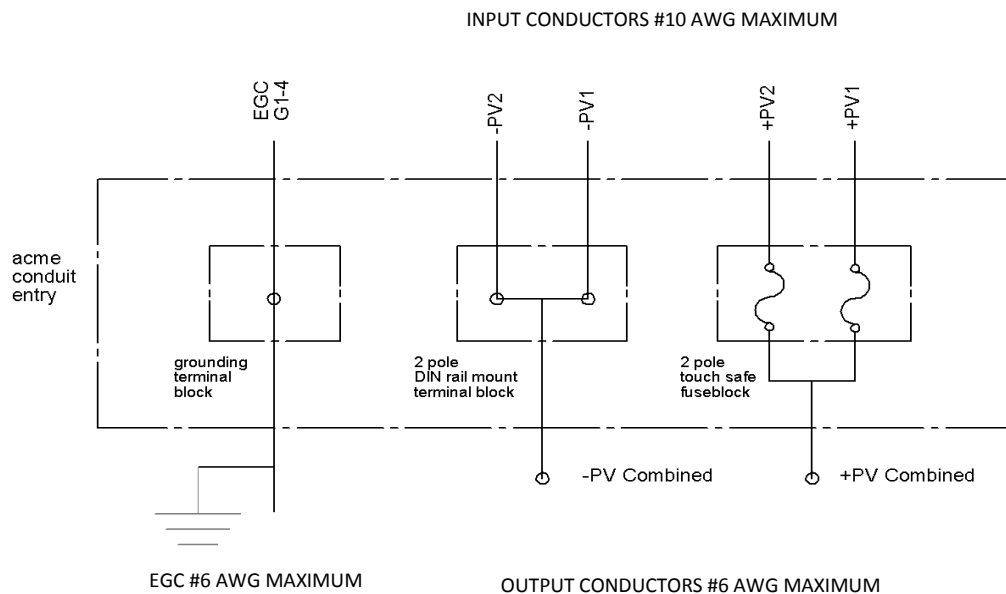 INPUT CONDUCTORS #10 AWG MAXIMUM
EGC
G1-4
-PV2
-PV1
+PV2
+PV1
acme
conduit
entry
grounding
terminal
block
2 pole
DIN rail mount
terminal block
2 pole
touch safe
fuseblock
-PV Combined
+PV Combined
EGC #6 AWG MAXIMUM
OUTPUT CONDUCTORS #6 AWG MAXIMUM